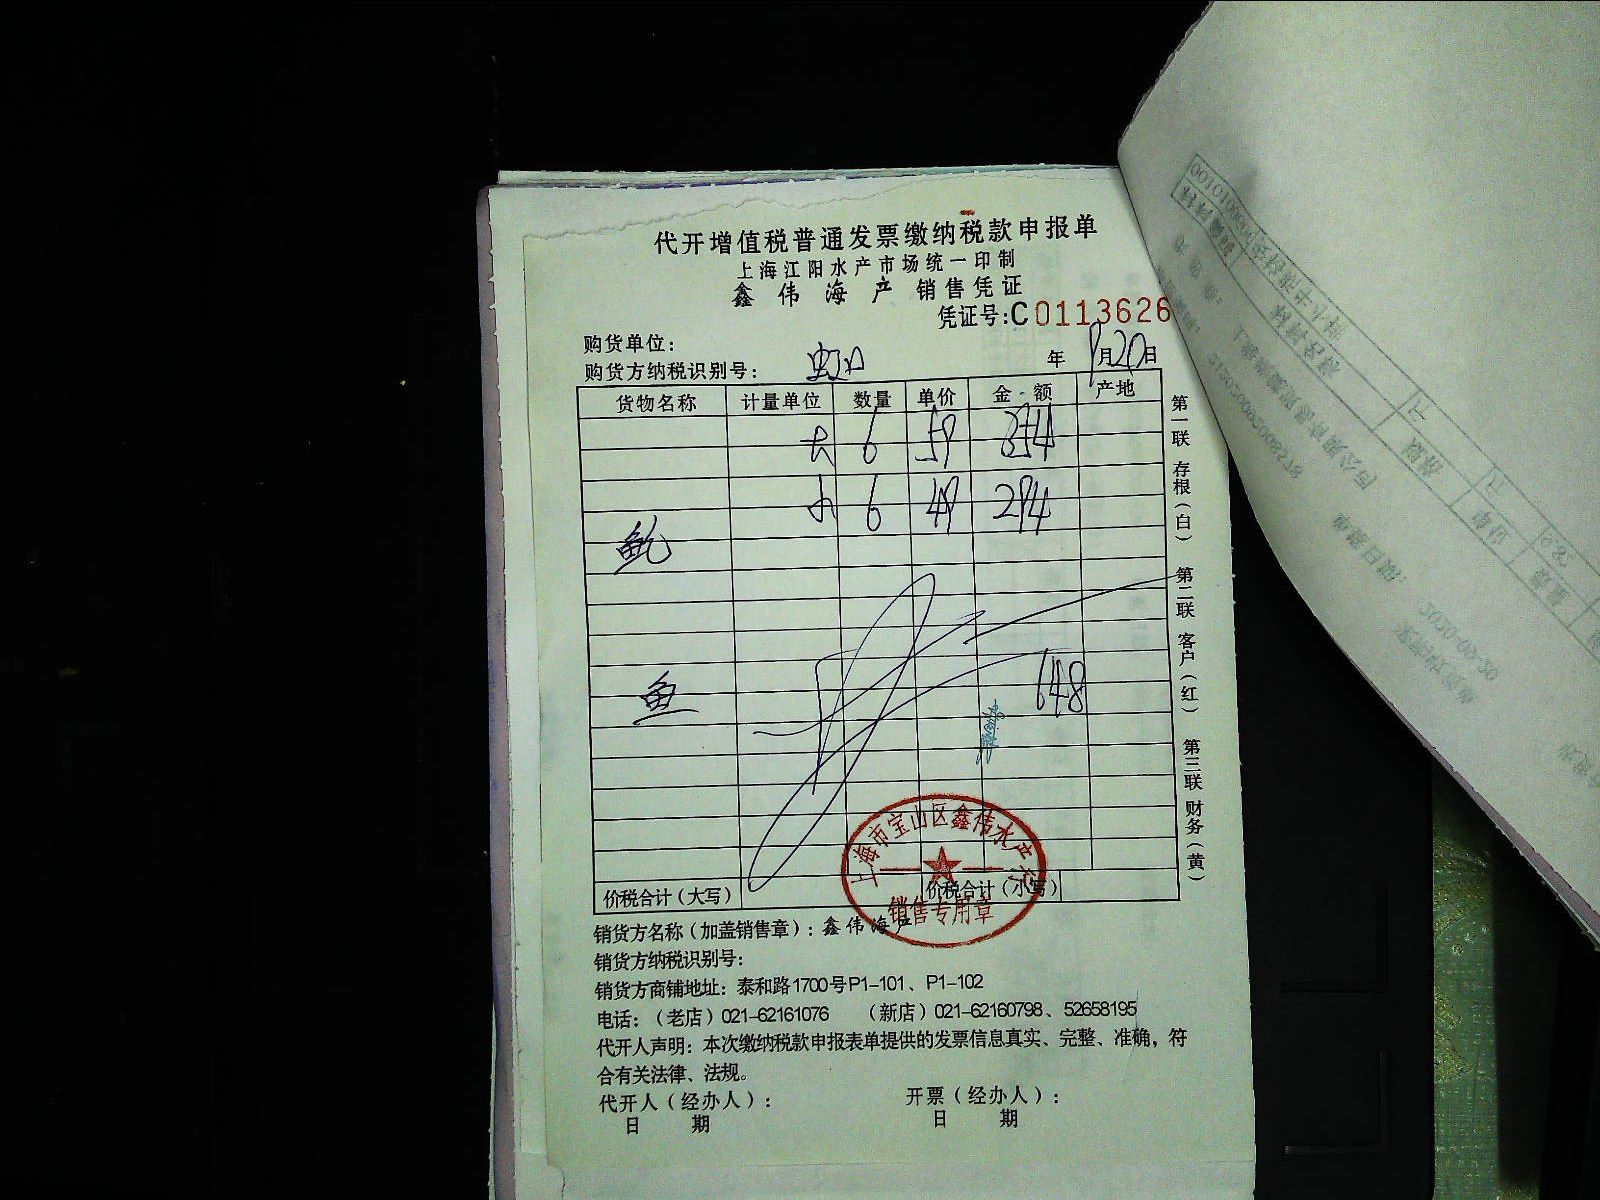 代开增值税普通发票缴纳税款申报单
上海江阳水产市场统一印制
鑫伟海产 销售凭证
凭证号:C0113626
购货单位:
购货方纳税识别号: 虹口 年 9月20日
货物名称 计量单位 数量 单价 金额 产地
大 6 59 354
小 6 49 294
鱿
鱼
648
价税合计(大写) 价税合计(小写)
上海市宝山区鑫伟水产行
销售专用章
销货方名称(加盖销售章): 鑫伟海产
销货方纳税识别号:
销货方商铺地址: 泰和路1700号P1-101、P1-102
电话:(老店)021-62161076 (新店)021-62160798、52658195
代开人声明: 本次缴纳税款申报表单提供的发票信息真实、完整、准确,符
合有关法律、法规。
代开人(经办人): 开票(经办人):
日 期 日 期
第一联 存根(白) 第二联 客户(红) 第三联 财务(黄)